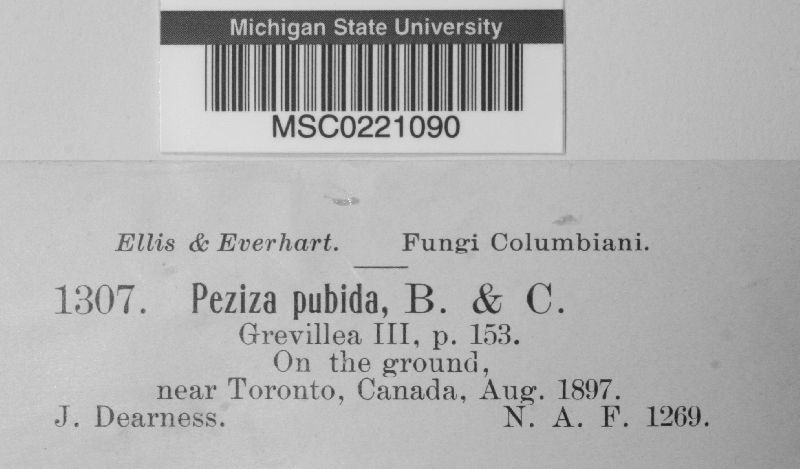 Michigan State University
MSC0221090
Ellis & Everhart. Fungi Columbiani.
1307. Peziza pubida, B. & C.
Grevillea III, p. 153.
On the ground,
near Toronto, Canada, Aug. 1897.
J. Dearness. N. A. F. 1269.